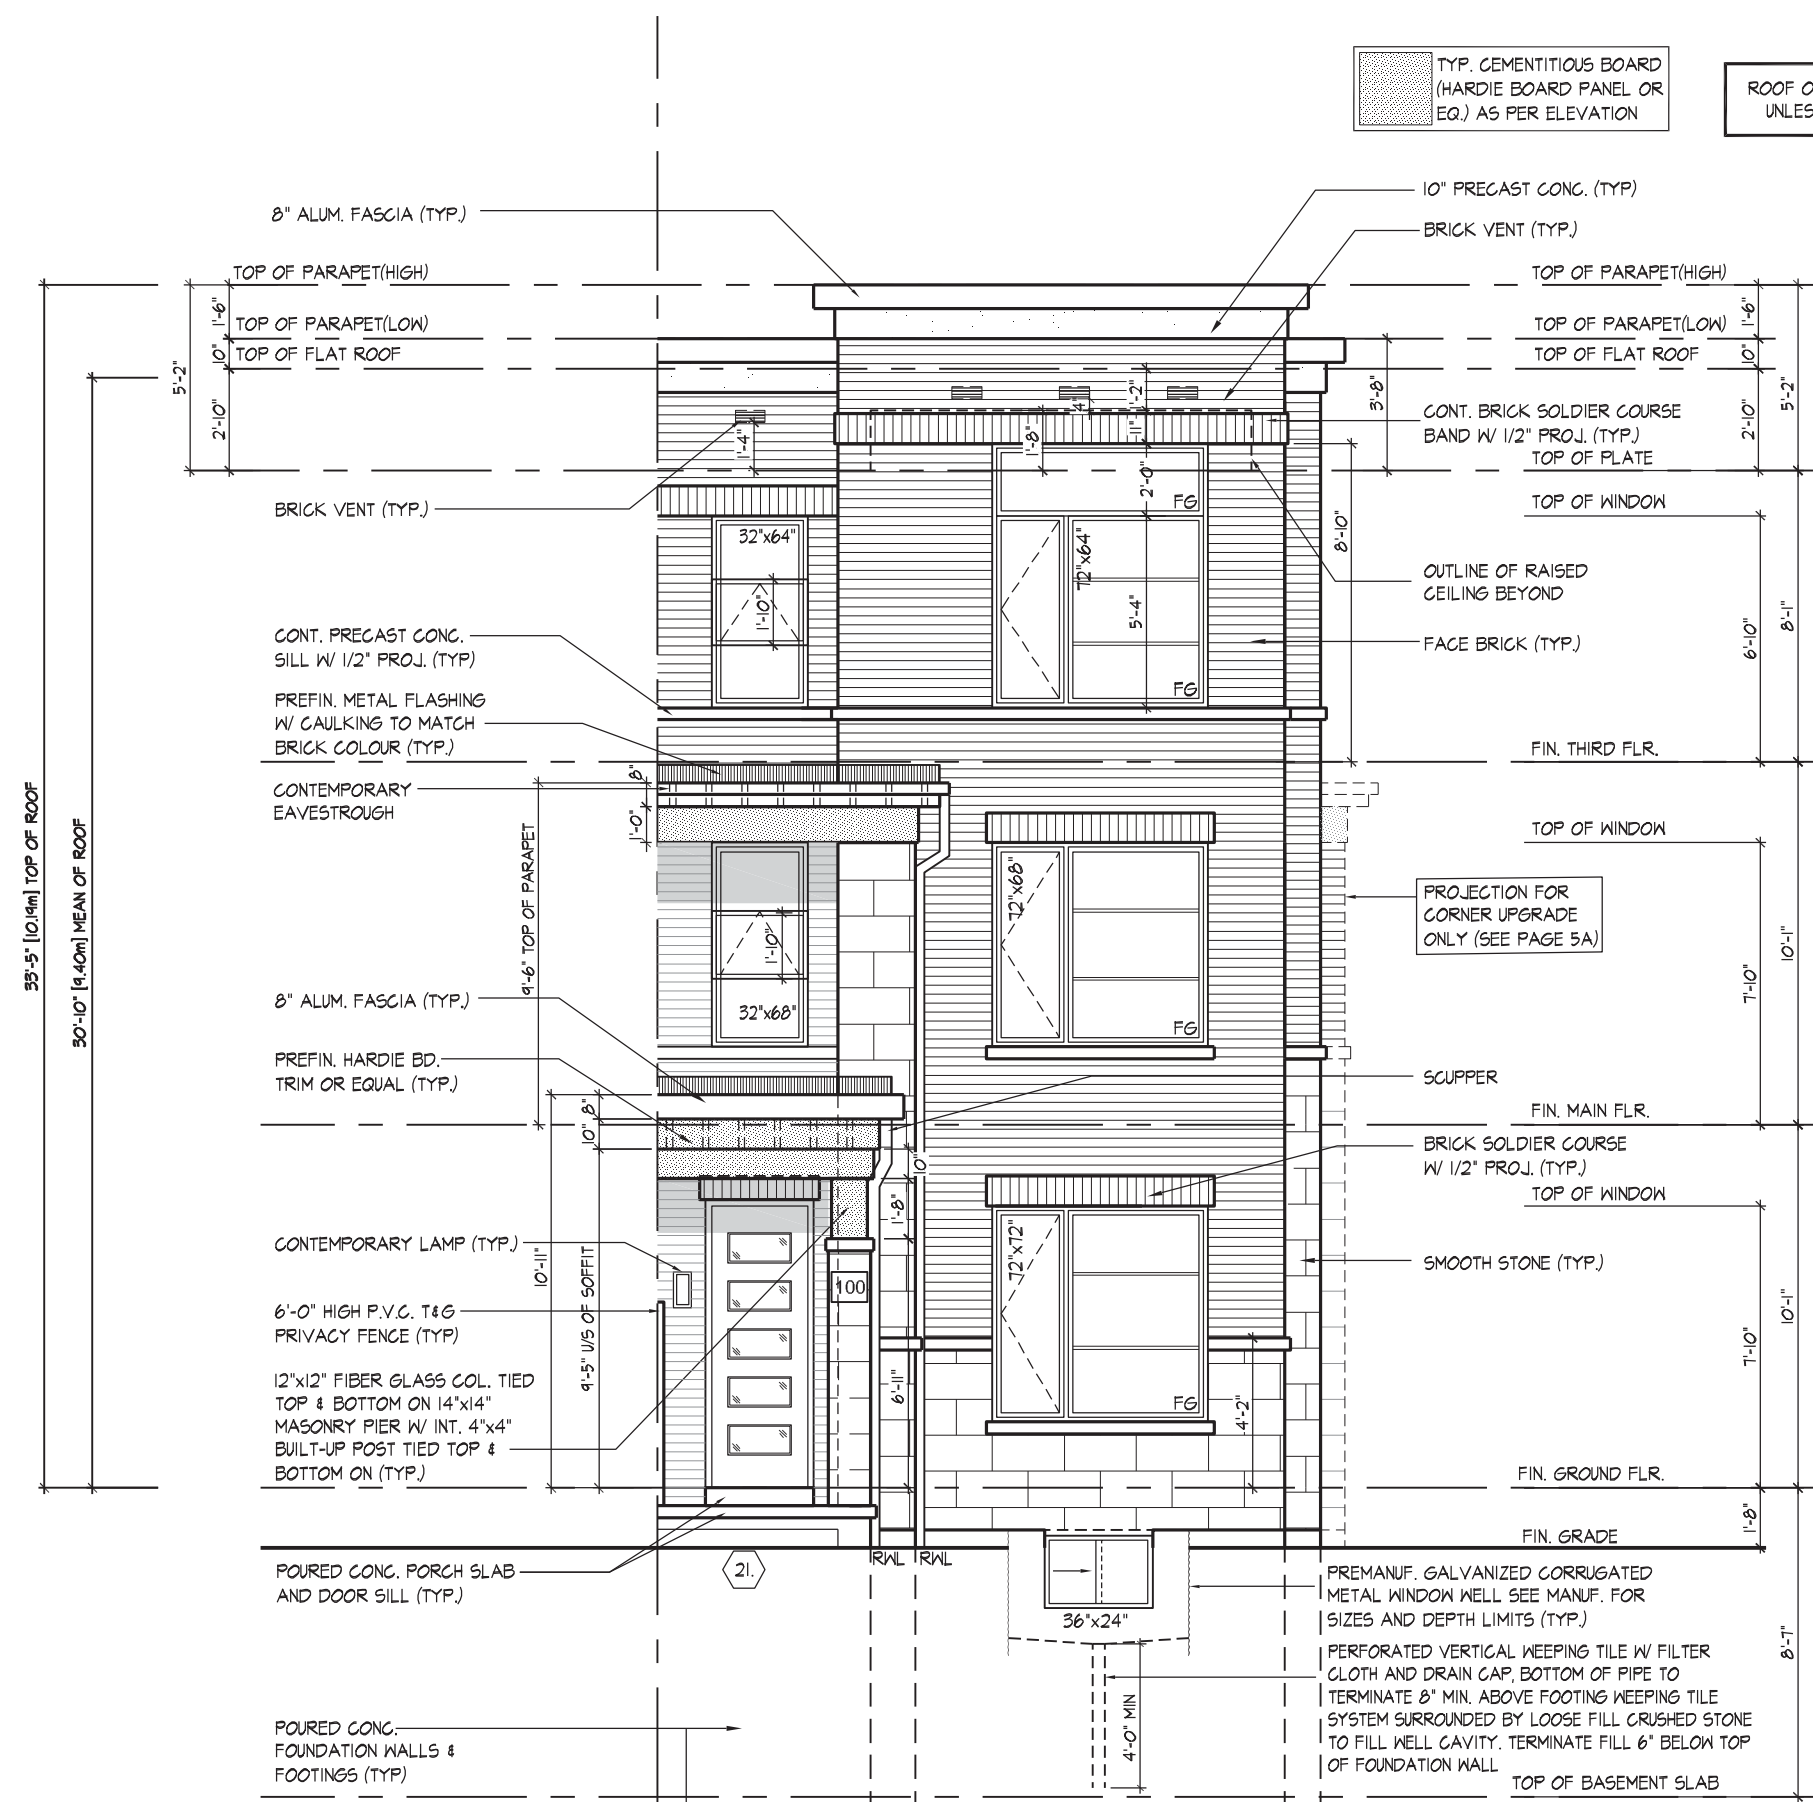 TYP. CEMENTITIOUS BOARD
(HARDIE BOARD PANEL OR
EQ.) AS PER ELEVATION
ROOF O
UNLES
8" ALUM. FASCIA (TYP.)
10" PRECAST CONC. (TYP)
BRICK VENT (TYP.)
TOP OF PARAPET(HIGH)
TOP OF PARAPET(LOW)
TOP OF FLAT ROOF
1'-6"
10"
2'-10"
5'-2"
TOP OF PARAPET(HIGH)
TOP OF PARAPET(LOW)
TOP OF FLAT ROOF
1'-6"
10"
2'-10"
5'-2"
3'-8"
CONT. BRICK SOLDIER COURSE
BAND W/ 1/2" PROJ. (TYP.)
TOP OF PLATE
TOP OF WINDOW
1'-4"
4"
1'-2"
11"
1'-8"
2'-0"
FG
BRICK VENT (TYP.)
32"x64"
1'-10"
72"x64"
5'-4"
FG
8'-10"
OUTLINE OF RAISED
CEILING BEYOND
FACE BRICK (TYP.)
6'-10"
8'-1"
CONT. PRECAST CONC.
SILL W/ 1/2" PROJ. (TYP)
PREFIN. METAL FLASHING
W/ CAULKING TO MATCH
BRICK COLOUR (TYP.)
CONTEMPORARY
EAVESTROUGH
8"
1'-0"
FIN. THIRD FLR.
TOP OF WINDOW
33'-5" [10.19m] TOP OF ROOF
30'-10" [9.40m] MEAN OF ROOF
9'-6" TOP OF PARAPET
1'-10"
32"x68"
72"x68"
FG
PROJECTION FOR
CORNER UPGRADE
ONLY (SEE PAGE 5A)
7'-10"
10'-1"
8" ALUM. FASCIA (TYP.)
PREFIN. HARDIE BD.
TRIM OR EQUAL (TYP.)
SCUPPER
FIN. MAIN FLR.
BRICK SOLDIER COURSE
W/ 1/2" PROJ. (TYP.)
TOP OF WINDOW
8"
10"
10"
1'-8"
CONTEMPORARY LAMP (TYP.)
10'-11"
9'-5" U/S OF SOFFIT
100
72"x72"
FG
SMOOTH STONE (TYP.)
6'-0" HIGH P.V.C. T&G
PRIVACY FENCE (TYP)
12"x12" FIBER GLASS COL. TIED
TOP & BOTTOM ON 14"x14"
MASONRY PIER W/ INT. 4"x4"
BUILT-UP POST TIED TOP &
BOTTOM ON (TYP.)
6'-11"
4'-2"
7'-10"
10'-1"
FIN. GROUND FLR.
1'-8"
FIN. GRADE
POURED CONC. PORCH SLAB
AND DOOR SILL (TYP.)
21.
RWL
RWL
36"x24"
PREMANUF. GALVANIZED CORRUGATED
METAL WINDOW WELL SEE MANUF. FOR
SIZES AND DEPTH LIMITS (TYP.)
PERFORATED VERTICAL WEEPING TILE W/ FILTER
CLOTH AND DRAIN CAP, BOTTOM OF PIPE TO
TERMINATE 8" MIN. ABOVE FOOTING WEEPING TILE
SYSTEM SURROUNDED BY LOOSE FILL CRUSHED STONE
TO FILL WELL CAVITY. TERMINATE FILL 6" BELOW TOP
OF FOUNDATION WALL
8'-7"
4'-0" MIN
POURED CONC.
FOUNDATION WALLS &
FOOTINGS (TYP)
TOP OF BASEMENT SLAB